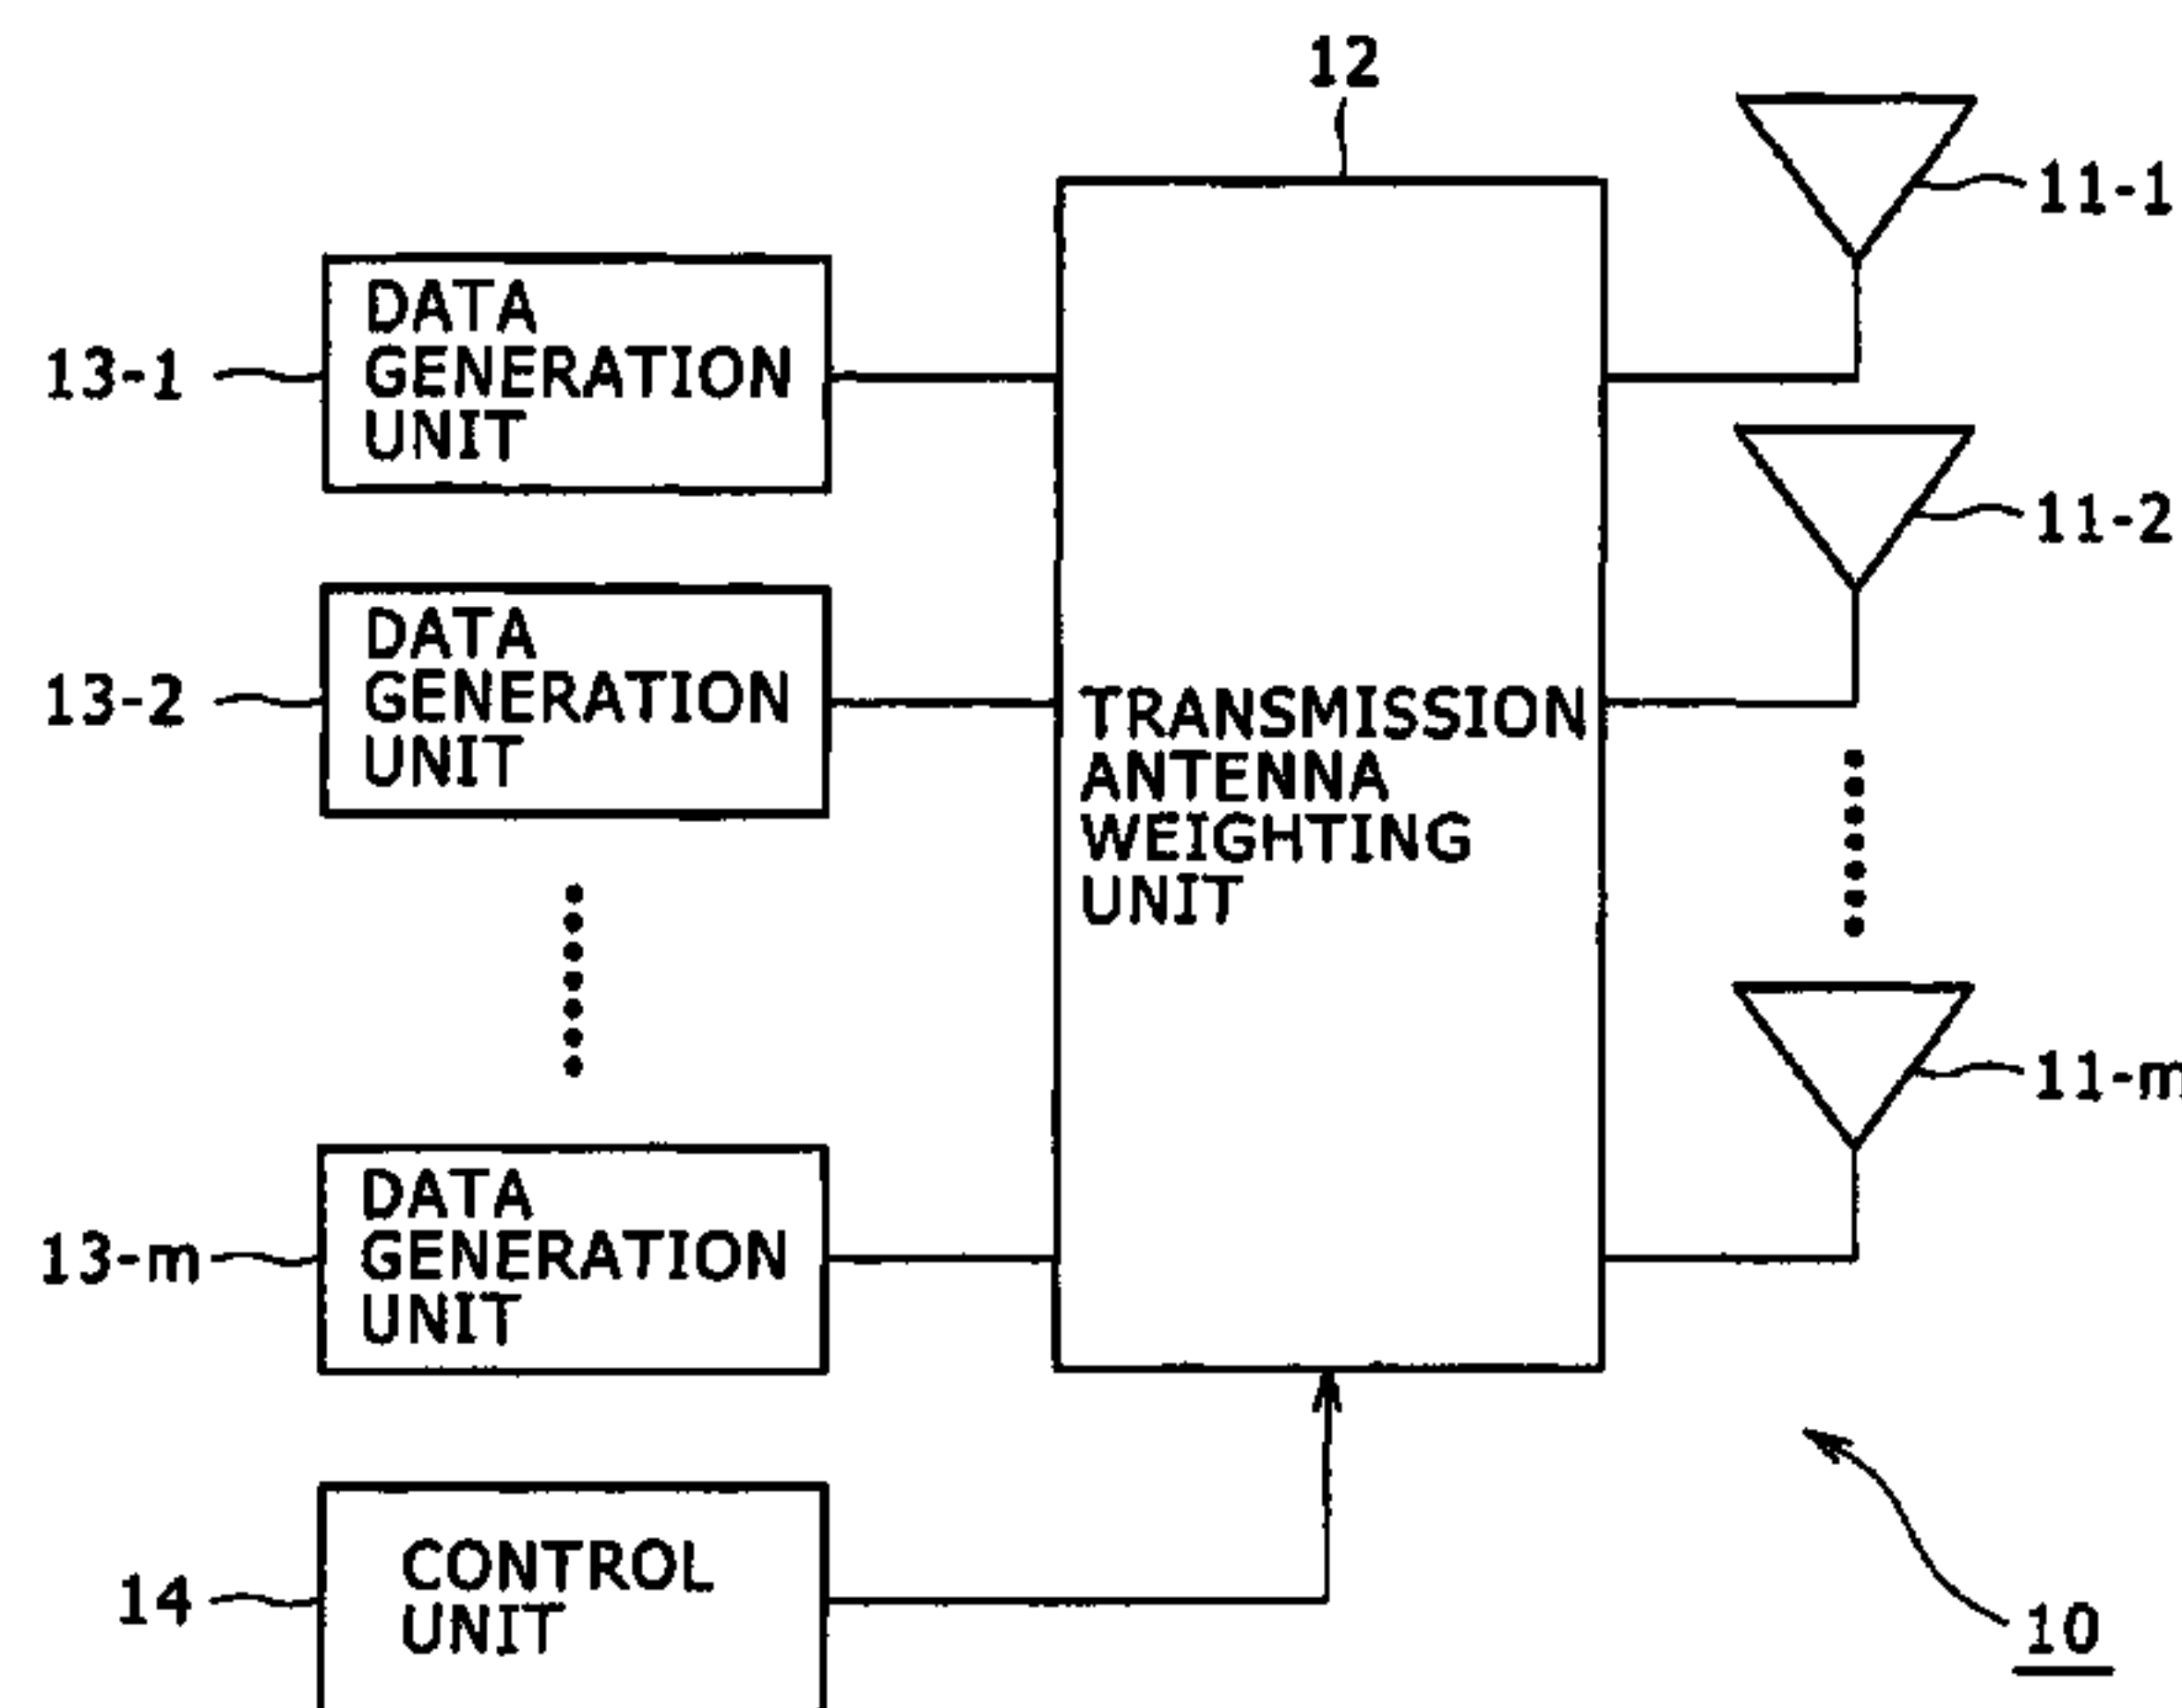 12
11-1
DATA
GENERATION
UNIT
13-1
11-2
DATA
GENERATION
UNIT
13-2
TRANSMISSION
ANTENNA
WEIGHTING
UNIT
11-m
DATA
GENERATION
UNIT
13-m
CONTROL
UNIT
14
10